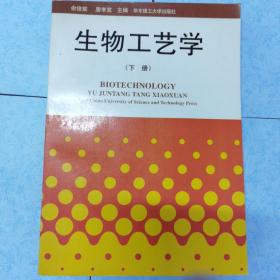 俞俊棠 唐孝宣 主编 华东理工大学出版社
生物工艺学
(下册)
BIOTECHNOLOGY
YU JUNTANG TANG XIAOXUAN
China University of Science and Technology Press